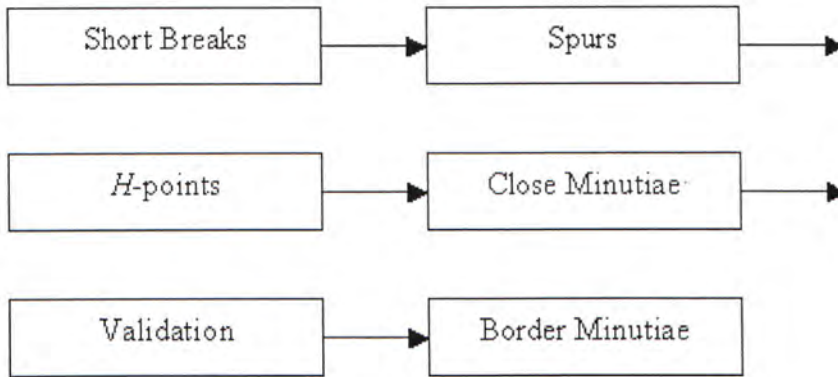 Short Breaks
Spurs
H-points
Close Minutiae
Validation
Border Minutiae